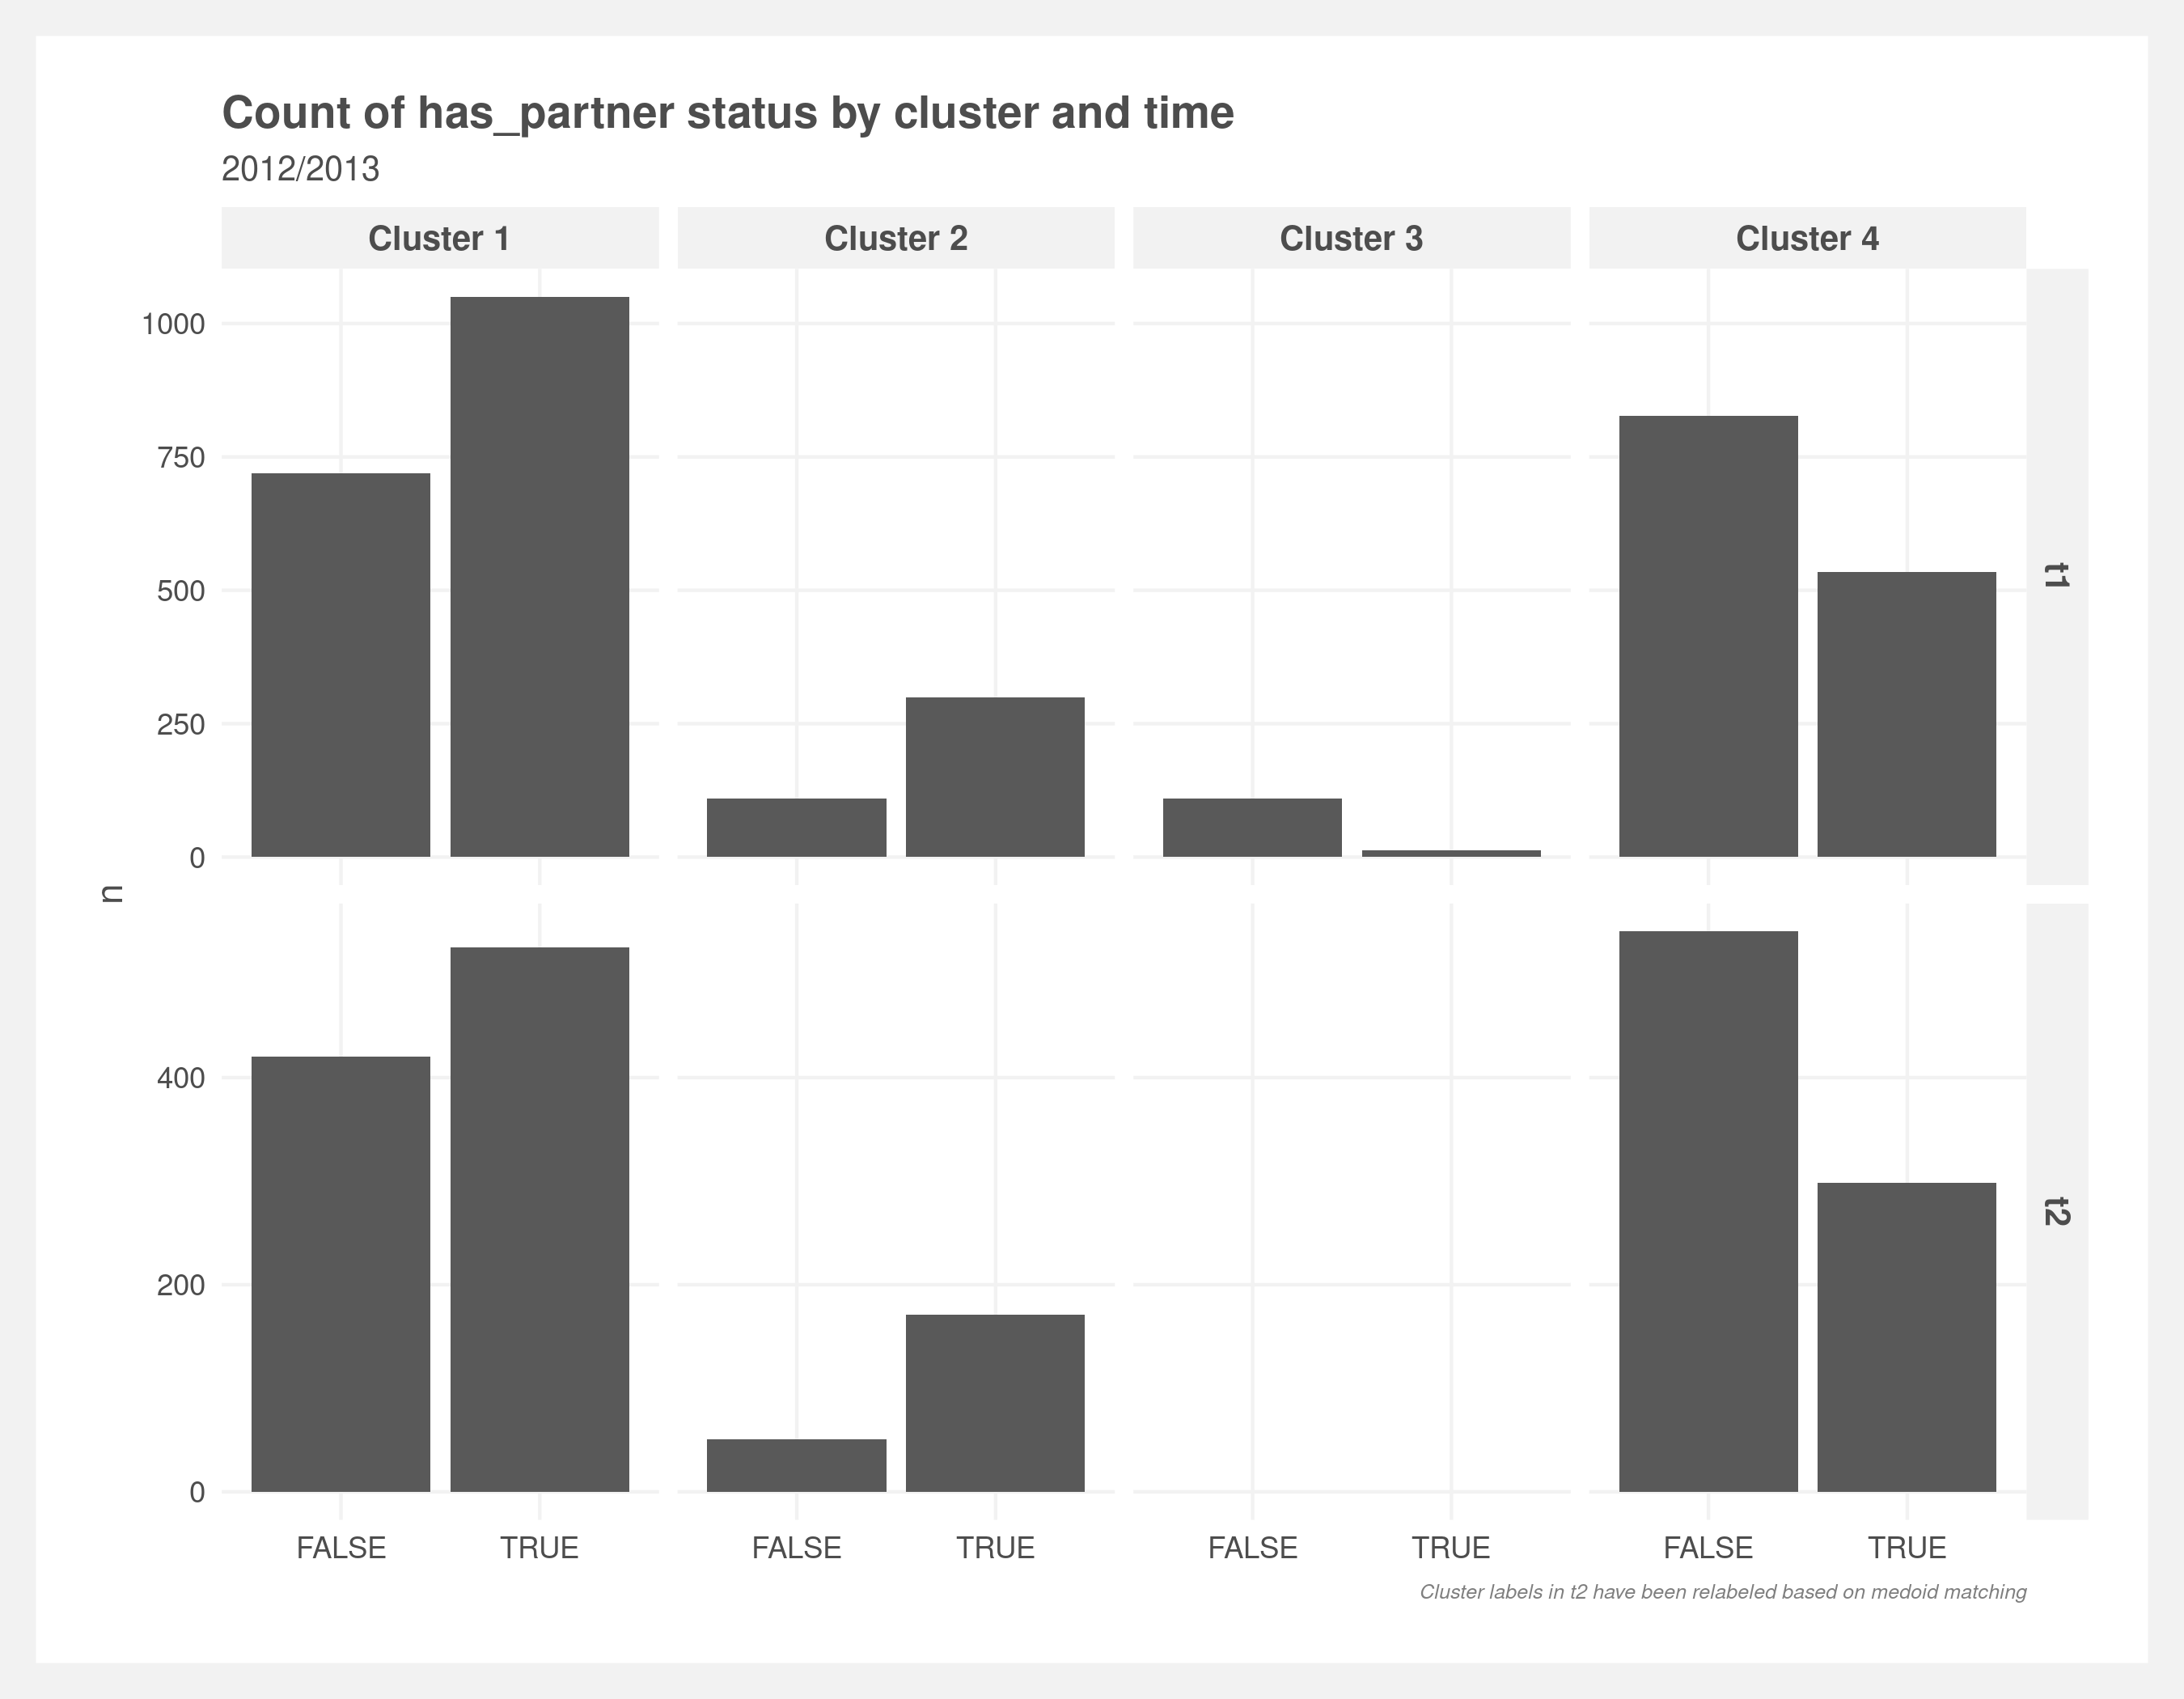 Count of has_partner status by cluster and time
2012/2013
Cluster 1
Cluster 2
Cluster 3
Cluster 4
1000
750
500
250
0
t1
n
400
200
0
t2
FALSE
TRUE
FALSE
TRUE
FALSE
TRUE
FALSE
TRUE
Cluster labels in t2 have been relabeled based on medoid matching